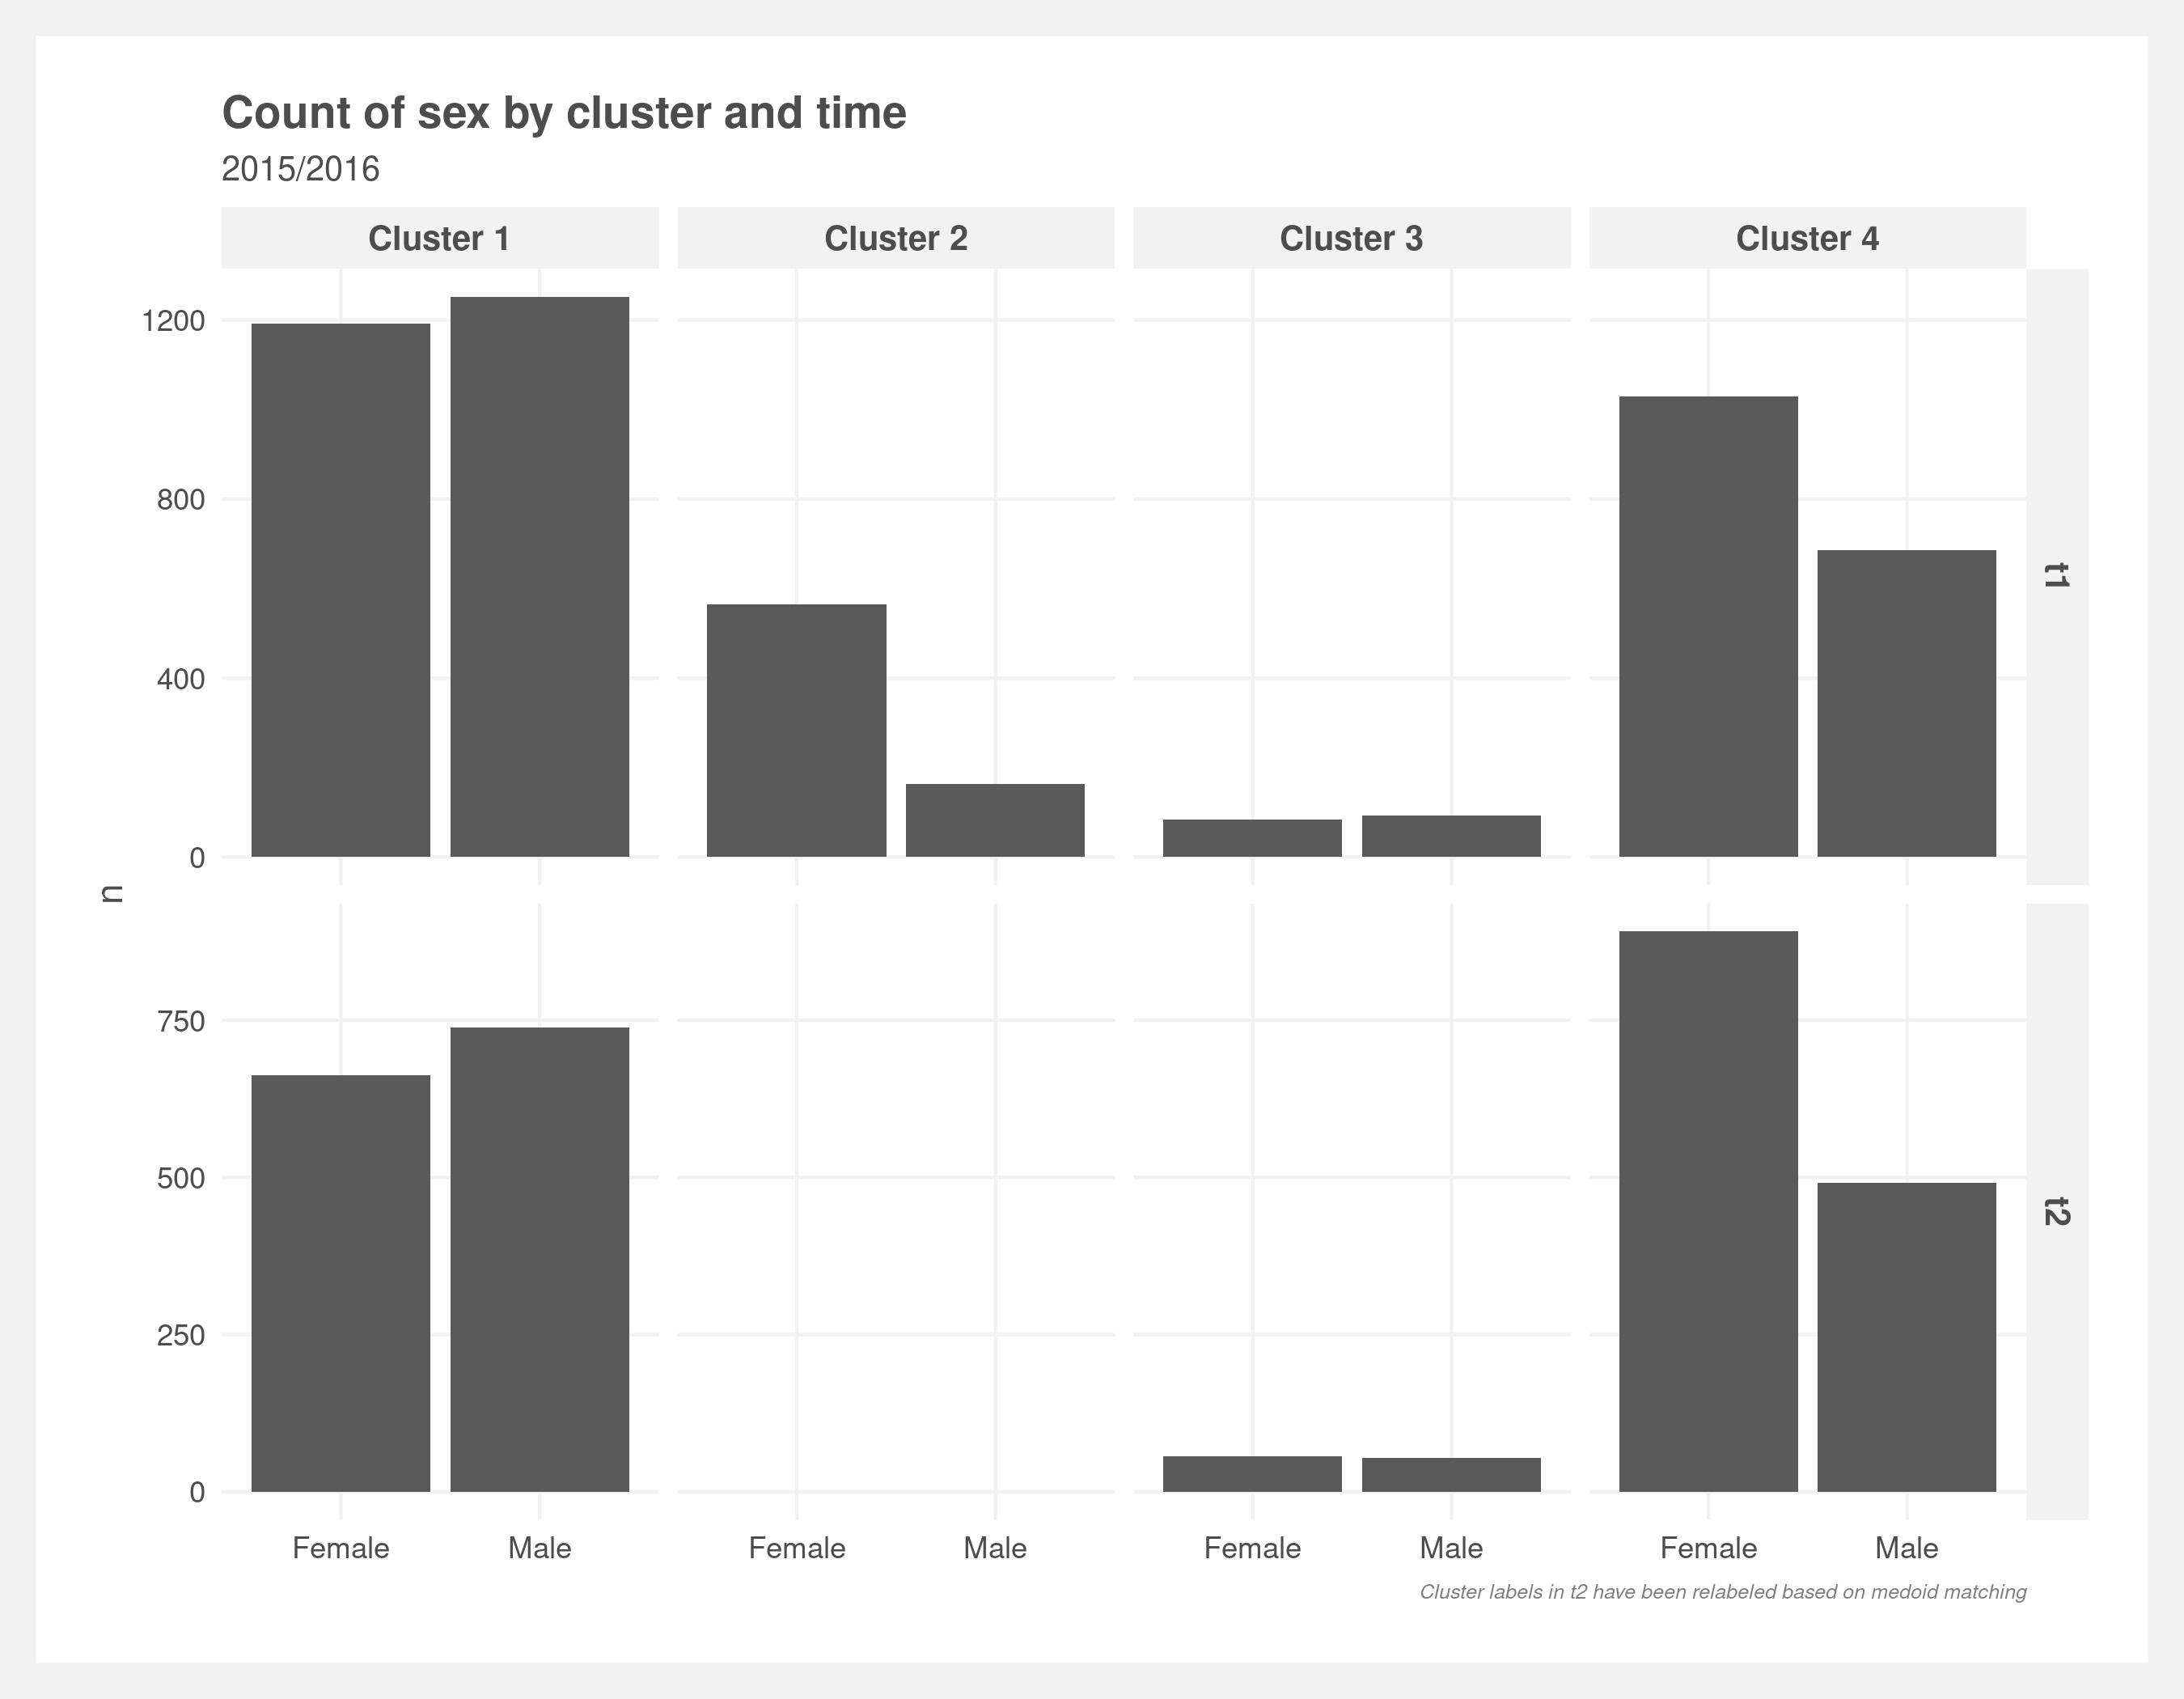 Count of sex by cluster and time
2015/2016
Cluster 1 Cluster 2 Cluster 3 Cluster 4
1200
800
400
0
t1
n
750
500
250
0
t2
Female Male Female Male Female Male Female Male
Cluster labels in t2 have been relabeled based on medoid matching